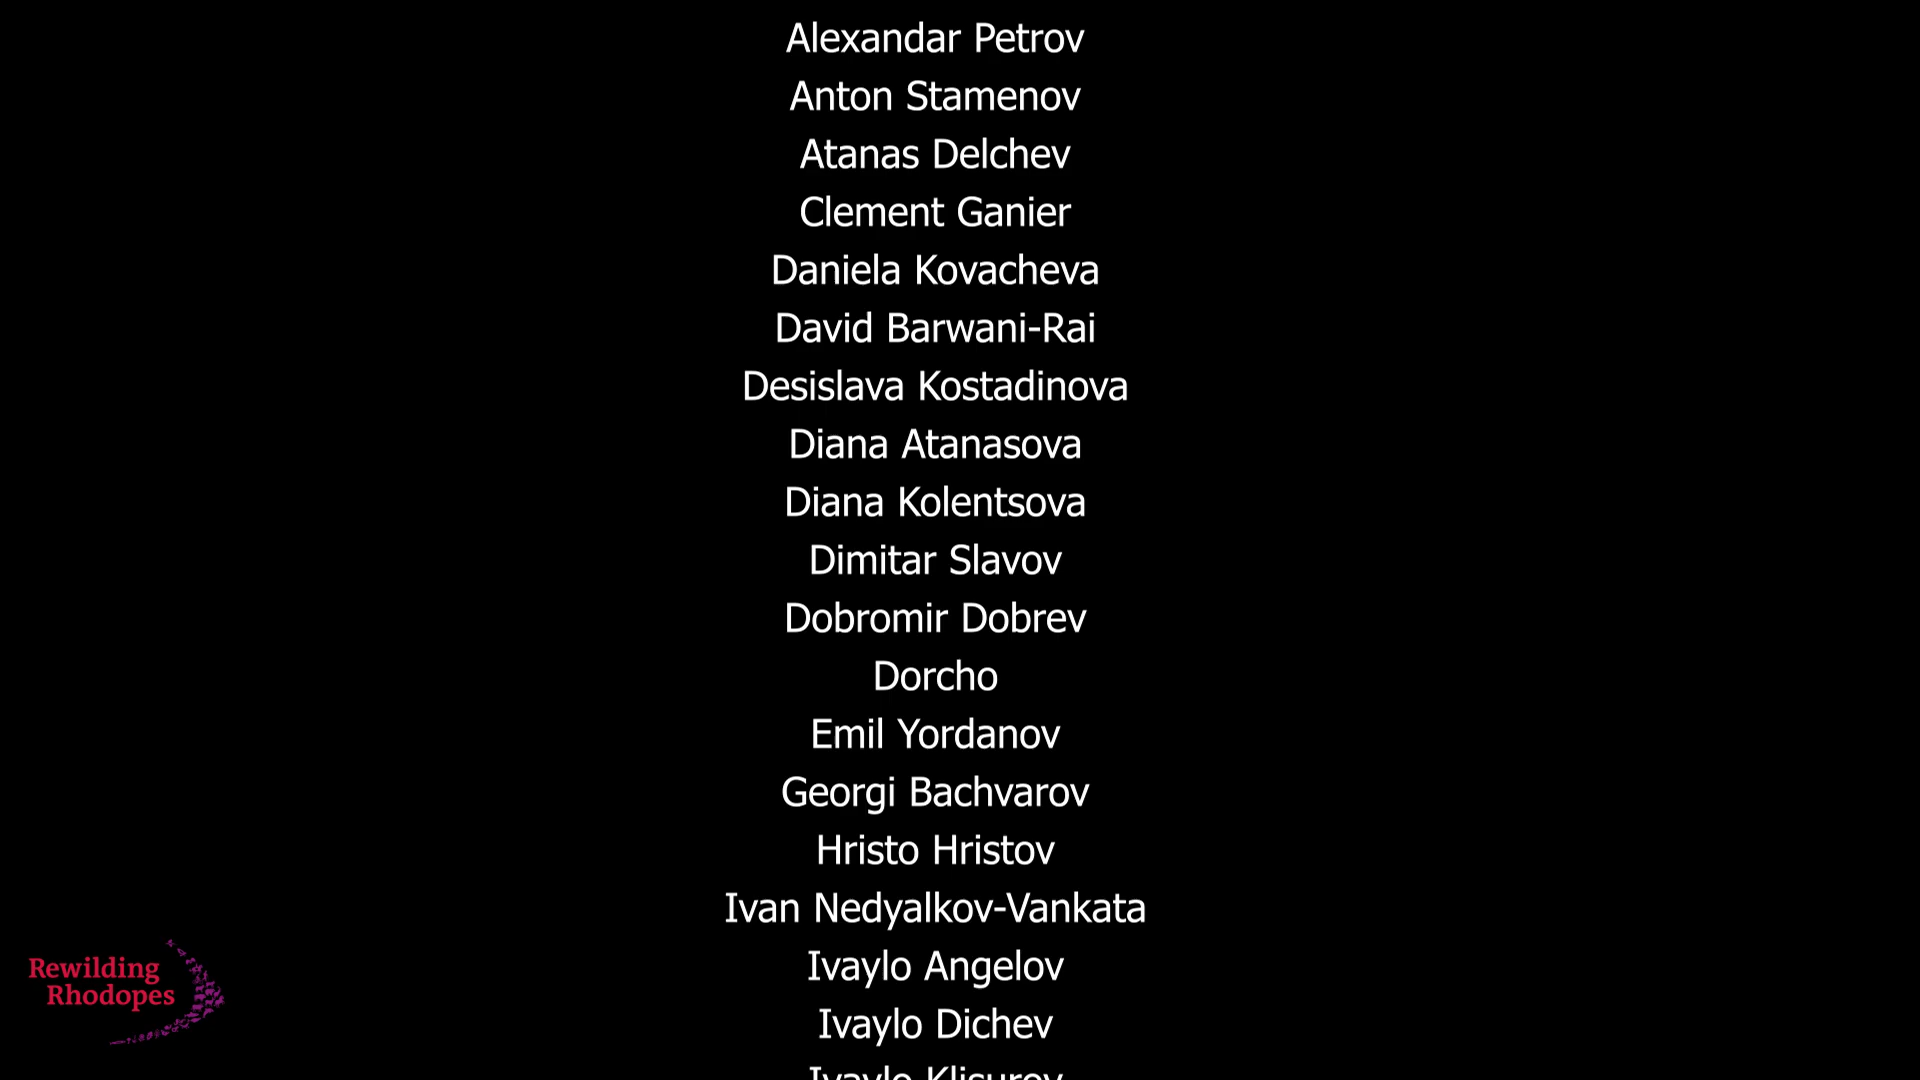 Alexandar Petrov
Anton Stamenov
Atanas Delchev
Clement Ganier
Daniela Kovacheva
David Barwani-Rai
Desislava Kostadinova
Diana Atanasova
Diana Kolentsova
Dimitar Slavov
Dobromir Dobrev
Dorcho
Emil Yordanov
Georgi Bachvarov
Hristo Hristov
Ivan Nedyalkov-Vankata
Ivaylo Angelov
Ivaylo Dichev
Ivaylo Klisurov
Rewilding
Rhodopes